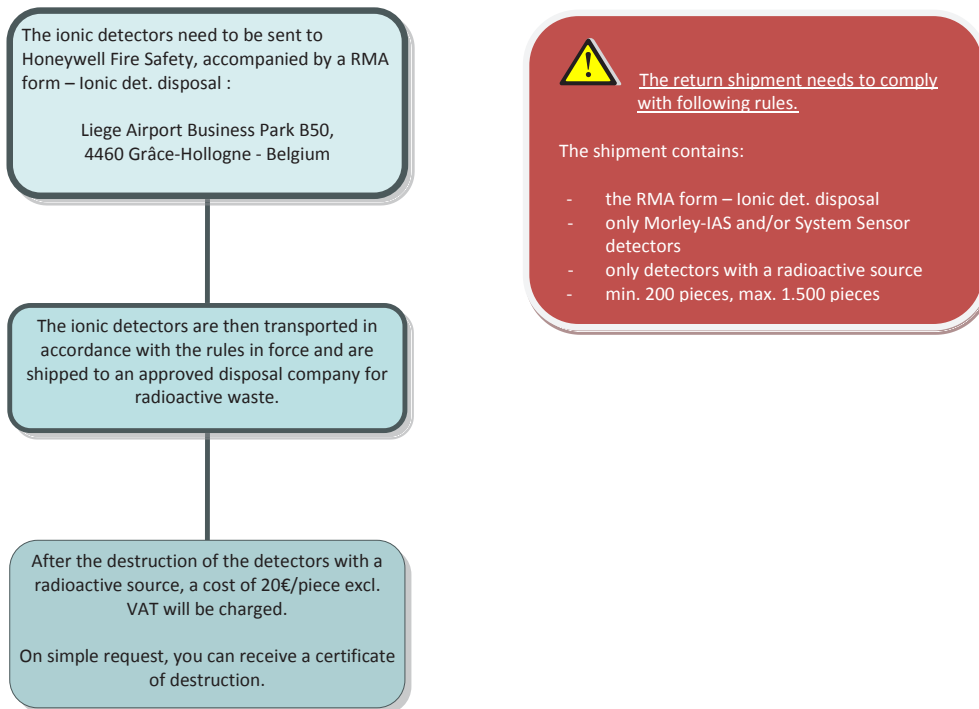 The ionic detectors need to be sent to
Honeywell Fire Safety, accompanied by a RMA
form – Ionic det. disposal :
Liege Airport Business Park B50,
4460 Grâce-Hollogne - Belgium
The ionic detectors are then transported in
accordance with the rules in force and are
shipped to an approved disposal company for
radioactive waste.
After the destruction of the detectors with a
radioactive source, a cost of 20€/piece excl.
VAT will be charged.
On simple request, you can receive a certificate
of destruction.
!
The return shipment needs to comply
with following rules.
The shipment contains:
- the RMA form – Ionic det. disposal
- only Morley-IAS and/or System Sensor
detectors
- only detectors with a radioactive source
- min. 200 pieces, max. 1.500 pieces